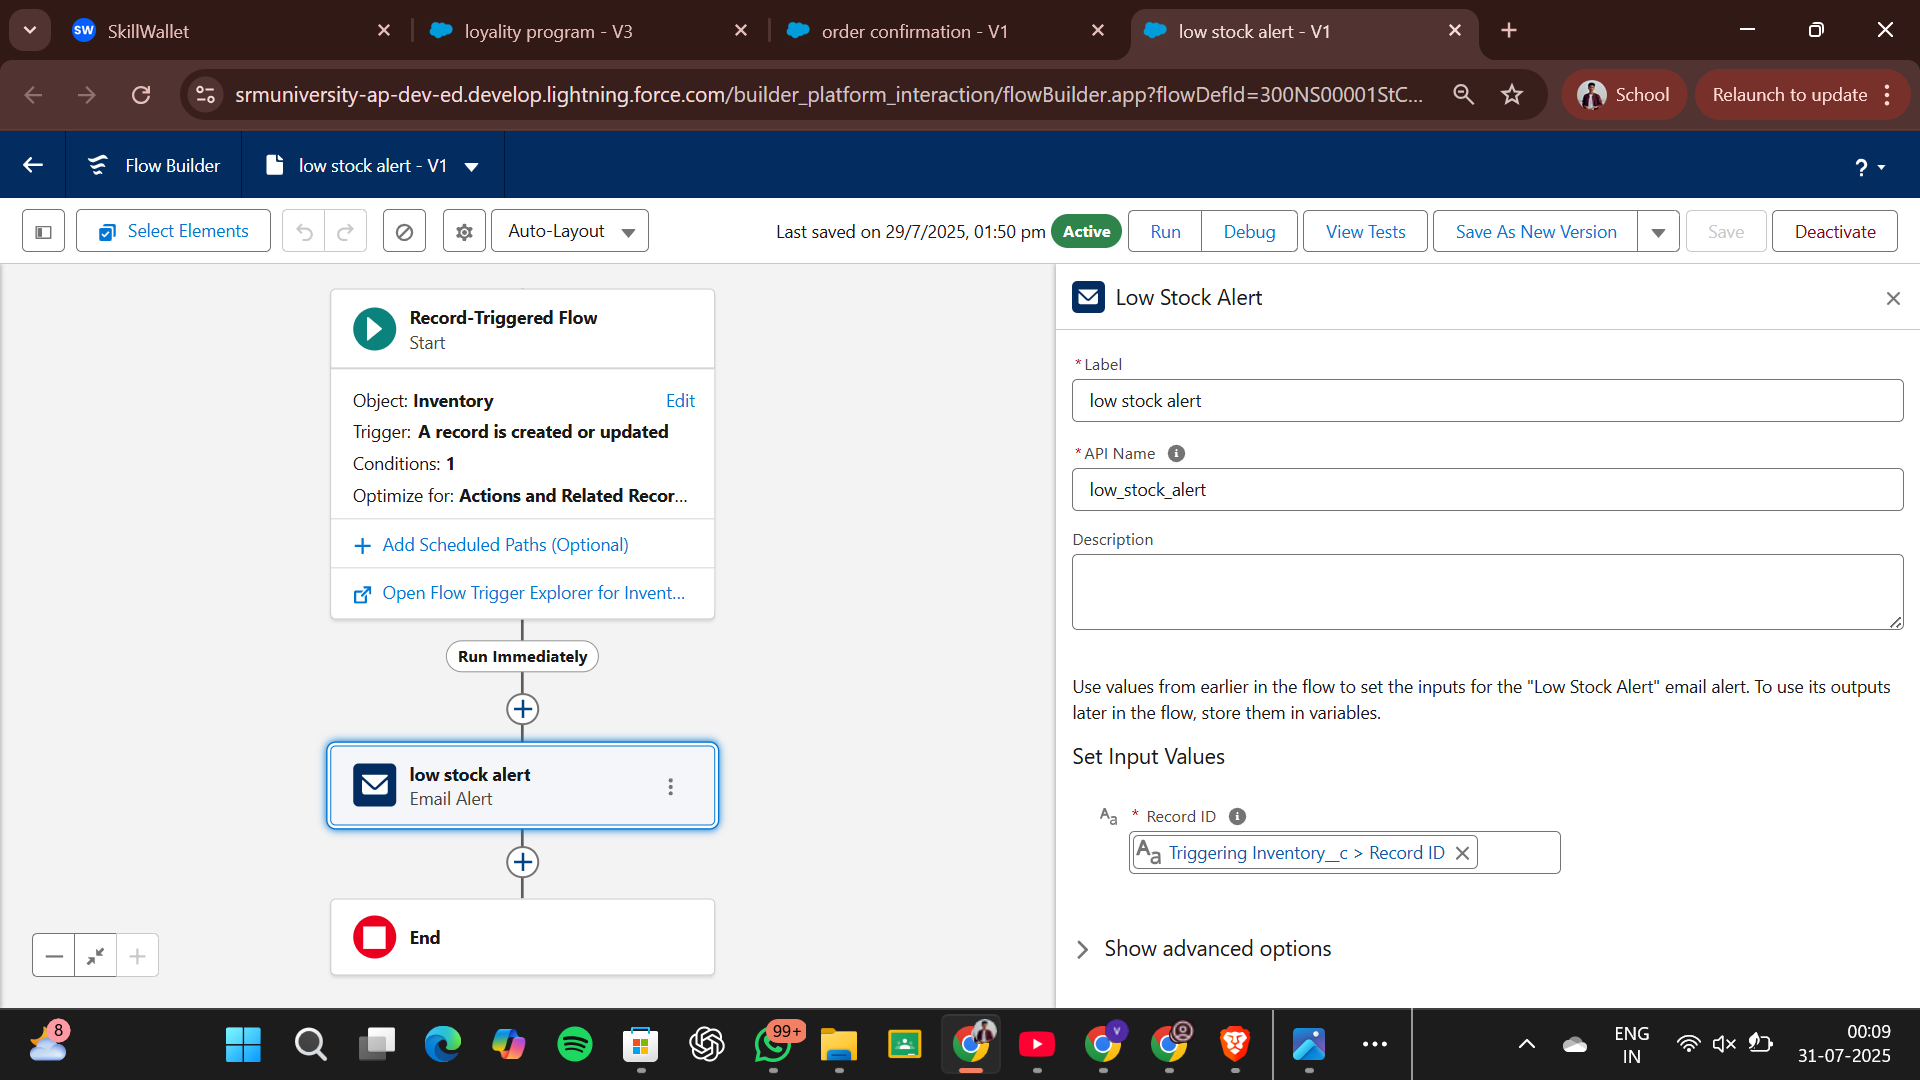 SW SkillWallet
loyality program - V3
order confirmation - V1
low stock alert - V1
srmuniversity-ap-dev-ed.develop.lightning.force.com/builder_platform_interaction/flowBuilder.app?flowDefId=300NS00001StC...
School
Relaunch to update
Flow Builder
low stock alert - V1
?
Select Elements
Auto-Layout
Last saved on 29/7/2025, 01:50 pm
Active
Run
Debug
View Tests
Save As New Version
Save
Deactivate
Record-Triggered Flow
Start
Object: Inventory
Edit
Trigger: A record is created or updated
Conditions: 1
Optimize for: Actions and Related Recor...
Add Scheduled Paths (Optional)
Open Flow Trigger Explorer for Invent...
Run Immediately
low stock alert
Email Alert
End
Low Stock Alert
*Label
low stock alert
*API Name
low_stock_alert
Description
Use values from earlier in the flow to set the inputs for the "Low Stock Alert" email alert. To use its outputs
later in the flow, store them in variables.
Set Input Values
Aa * Record ID
Aa Triggering Inventory__c > Record ID
Show advanced options
8
99+
V
ENG
IN
00:09
31-07-2025